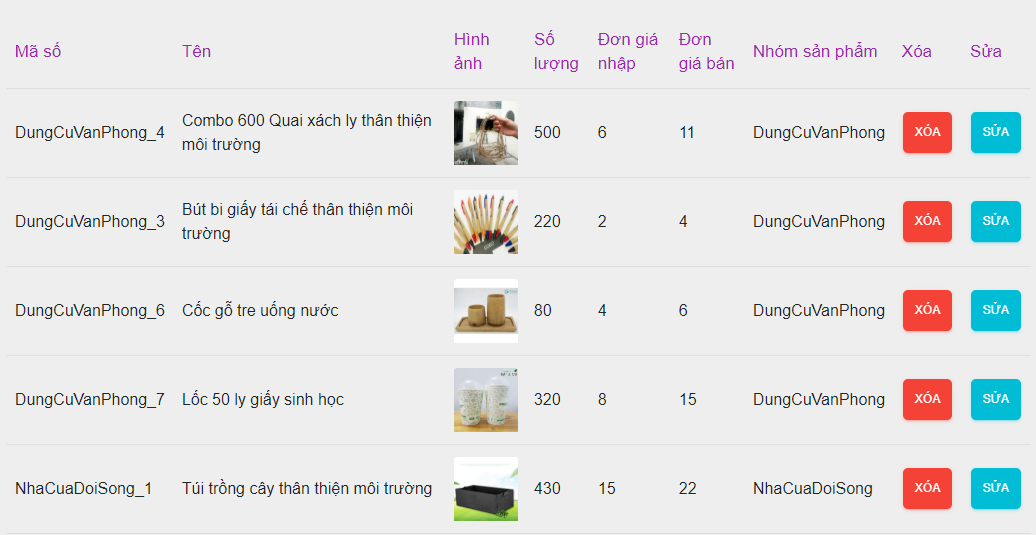 Mã số Tên Hình ảnh Số lượng Đơn giá nhập Đơn giá bán Nhóm sản phẩm Xóa Sửa
DungCuVanPhong_4 Combo 600 Quai xách ly thân thiện môi trường 500 6 11 DungCuVanPhong XÓA SỬA
DungCuVanPhong_3 Bút bi giấy tái chế thân thiện môi trường 220 2 4 DungCuVanPhong XÓA SỬA
DungCuVanPhong_6 Cốc gỗ tre uống nước 80 4 6 DungCuVanPhong XÓA SỬA
DungCuVanPhong_7 Lốc 50 ly giấy sinh học 320 8 15 DungCuVanPhong XÓA SỬA
NhaCuaDoiSong_1 Túi trồng cây thân thiện môi trường 430 15 22 NhaCuaDoiSong XÓA SỬA